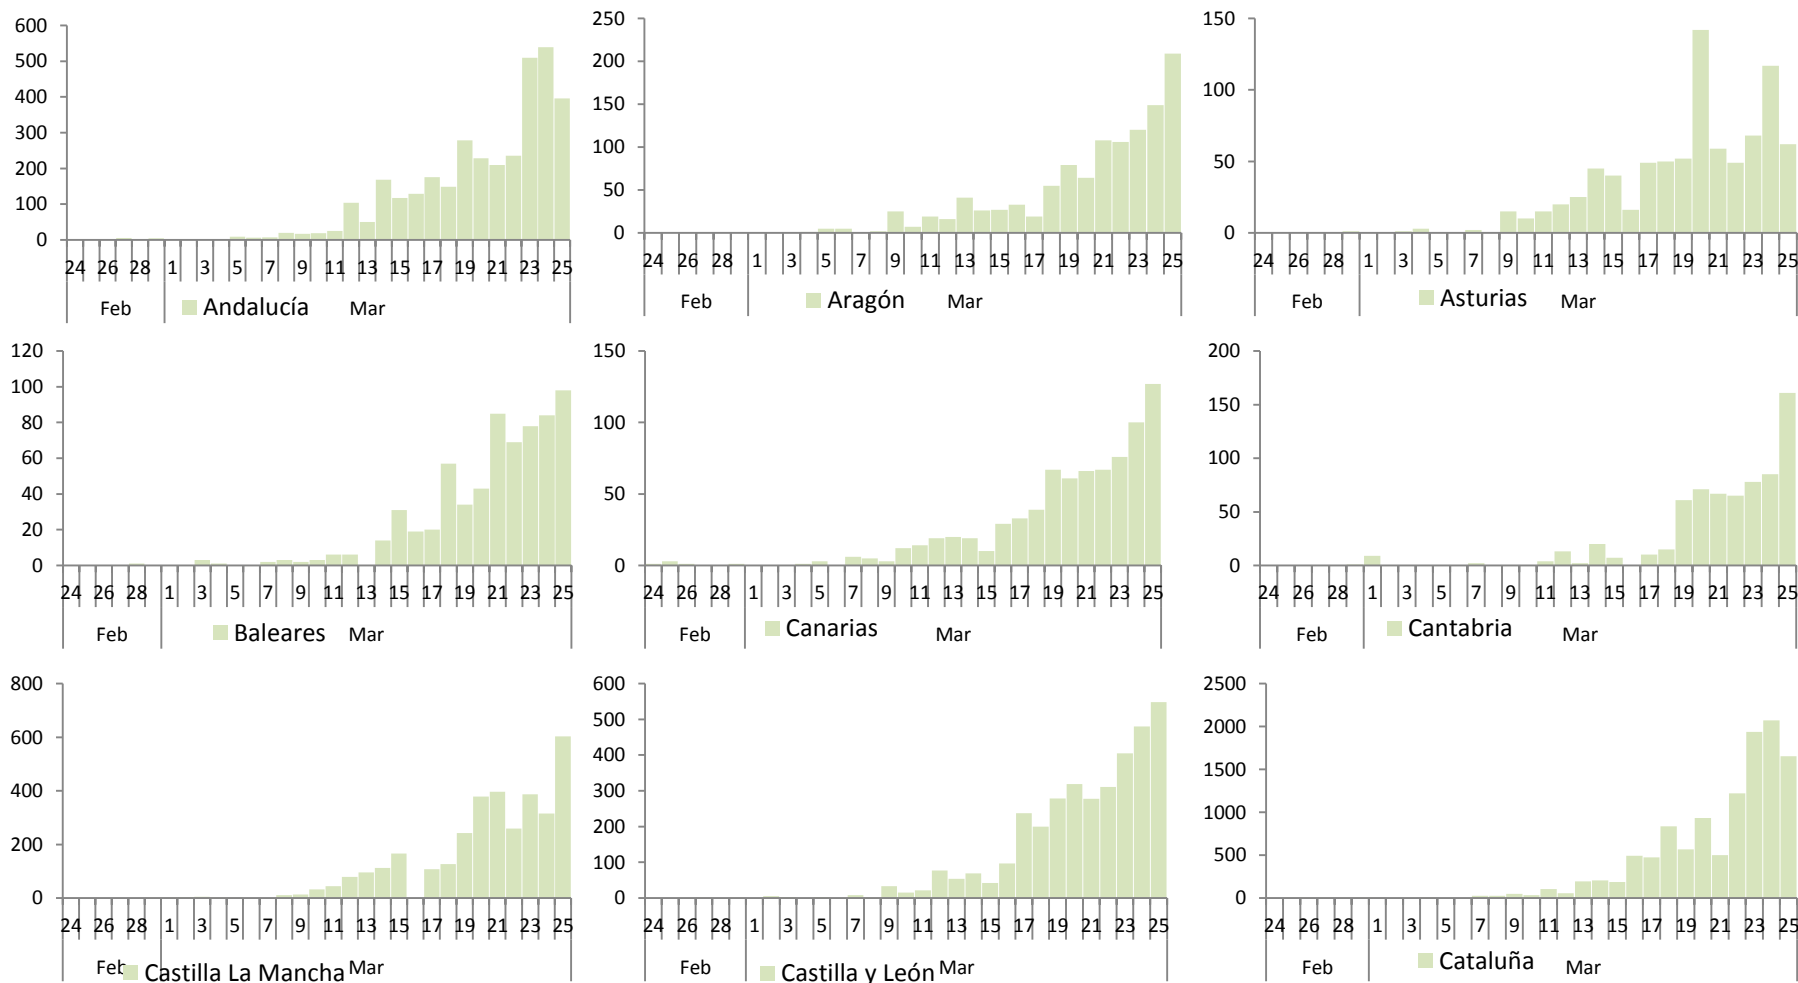 600
500
400
300
200
100
0
24 26 28 1 3 5 7 9 11 13 15 17 19 21 23 25
Feb Andalucía Mar
250
200
150
100
50
0
24 26 28 1 3 5 7 9 11 13 15 17 19 21 23 25
Feb Aragón Mar
150
100
50
0
24 26 28 1 3 5 7 9 11 13 15 17 19 21 23 25
Feb Asturias Mar
120
100
80
60
40
20
0
24 26 28 1 3 5 7 9 11 13 15 17 19 21 23 25
Feb Baleares Mar
150
100
50
0
24 26 28 1 3 5 7 9 11 13 15 17 19 21 23 25
Feb Canarias Mar
200
150
100
50
0
24 26 28 1 3 5 7 9 11 13 15 17 19 21 23 25
Feb Cantabria Mar
800
600
400
200
0
24 26 28 1 3 5 7 9 11 13 15 17 19 21 23 25
Feb Castilla La Mancha Mar
600
500
400
300
200
100
0
24 26 28 1 3 5 7 9 11 13 15 17 19 21 23 25
Feb Castilla y León Mar
2500
2000
1500
1000
500
0
24 26 28 1 3 5 7 9 11 13 15 17 19 21 23 25
Feb Cataluña Mar